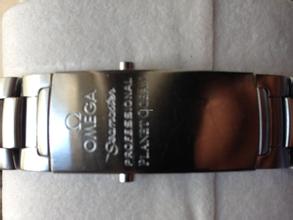 Ω
OMEGA
Seamaster
PROFESSIONAL
PLANET OCEAN